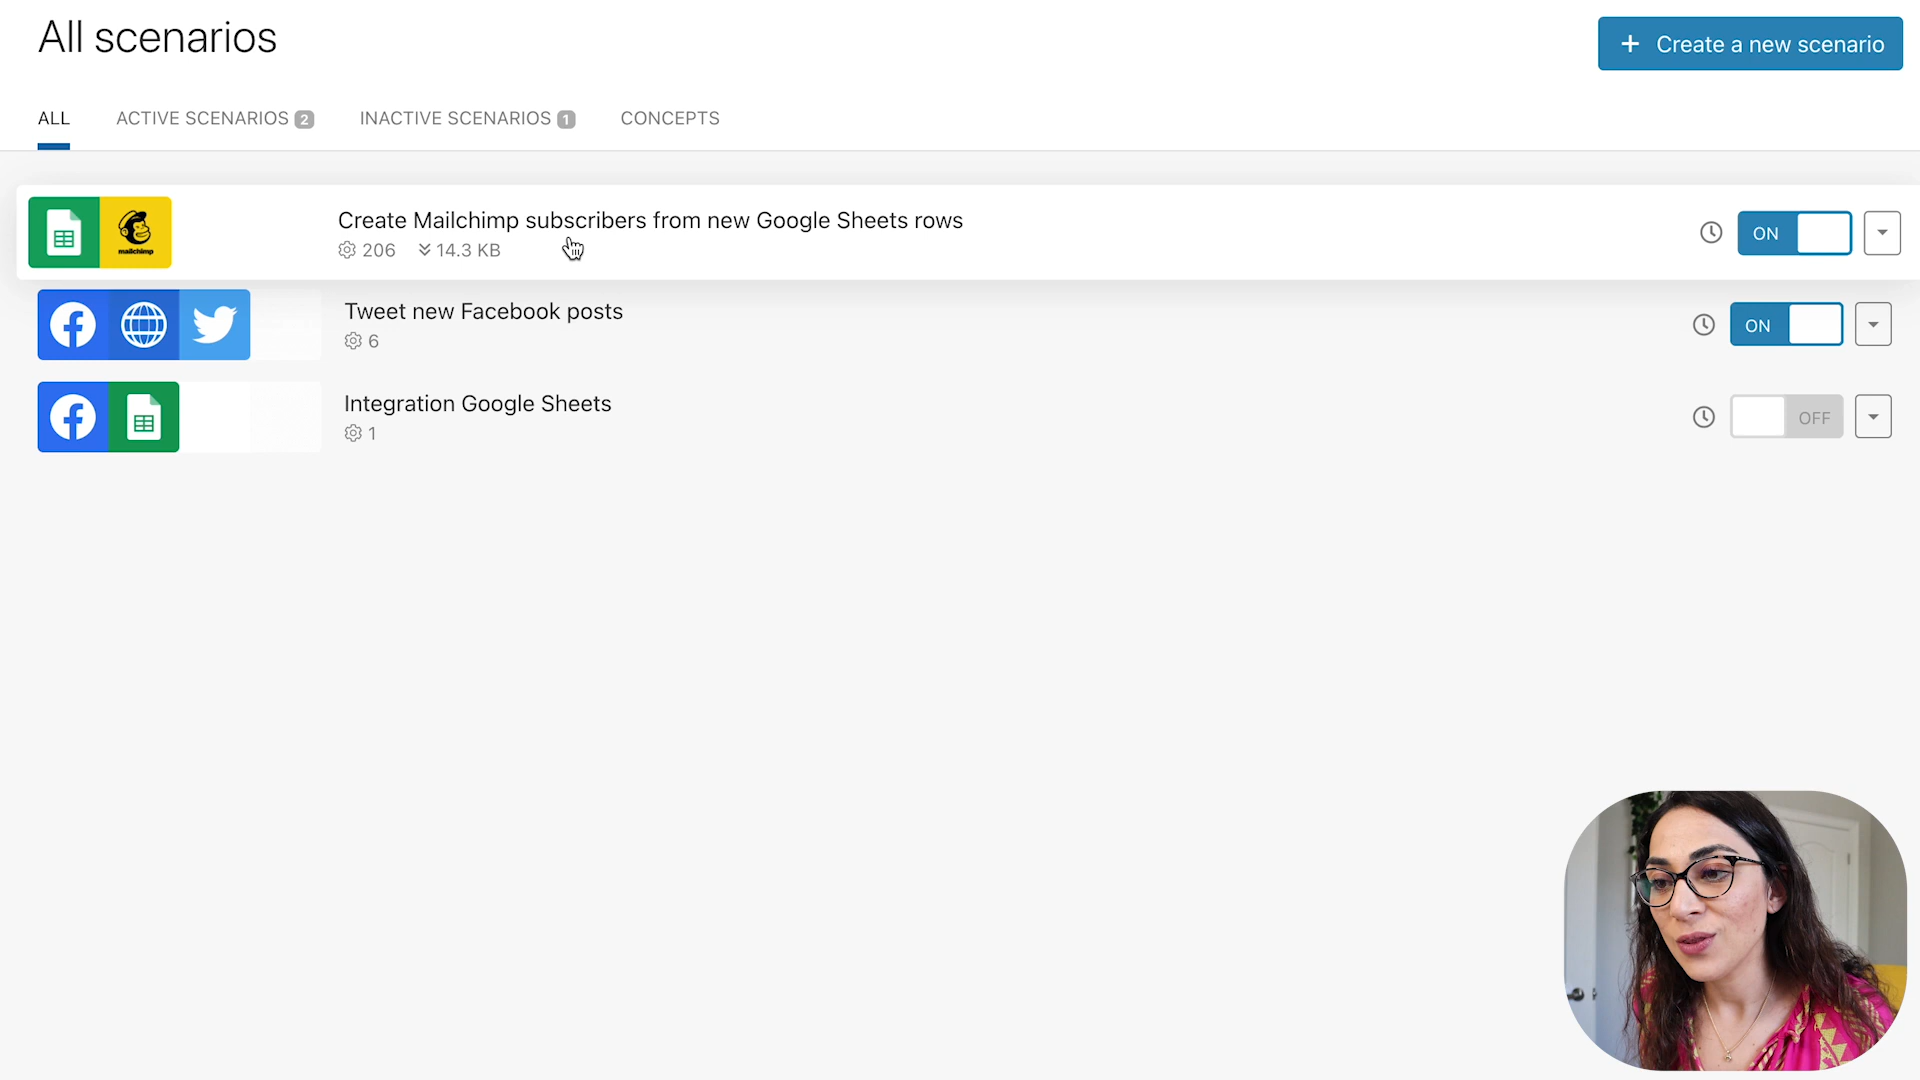 All scenarios
+ Create a new scenario
ALL
ACTIVE SCENARIOS 2
INACTIVE SCENARIOS 1
CONCEPTS
Create Mailchimp subscribers from new Google Sheets rows
206 14.3 KB
mailchimp
ON
Tweet new Facebook posts
6
ON
Integration Google Sheets
1
OFF